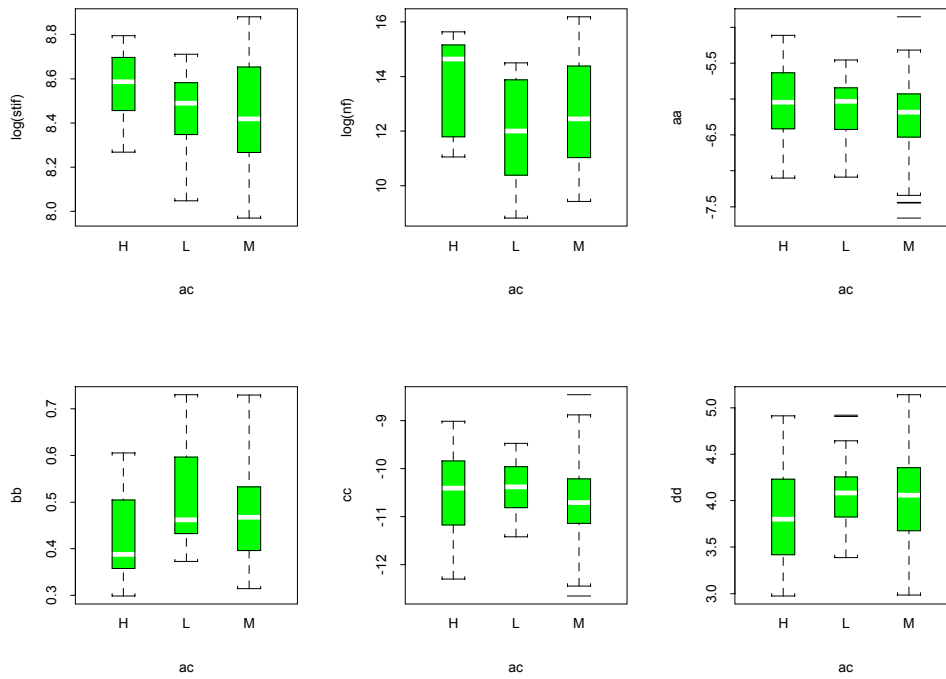 log(stif)
8.8
8.6
8.4
8.2
8.0
H L M
ac
log(nf)
16
14
12
10
H L M
ac
aa
-5.5
-6.5
-7.5
H L M
ac
bb
0.7
0.6
0.5
0.4
0.3
H L M
ac
cc
-9
-10
-11
-12
H L M
ac
dd
5.0
4.5
4.0
3.5
3.0
H L M
ac